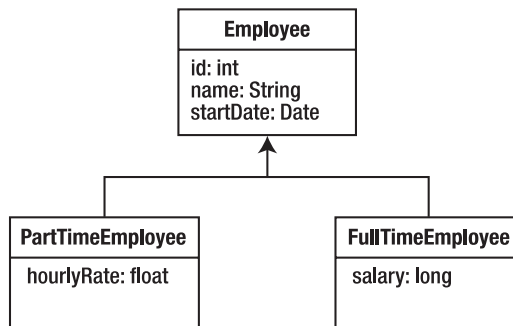 Employee
id: int
name: String
startDate: Date
PartTimeEmployee
hourlyRate: float
FullTimeEmployee
salary: long